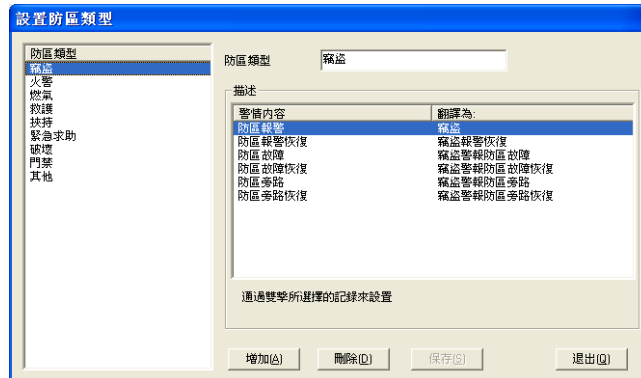 設置防區類型
防區類型
竊盜
火警
燃氣
救護
挾持
緊急求助
破壞
門禁
其他
防區類型 竊盜
描述
警情內容 翻譯為:
防區報警 竊盜
防區報警恢復 竊盜報警恢復
防區故障 竊盜警報防區故障
防區故障恢復 竊盜警報防區故障恢復
防區旁路 竊盜警報防區旁路
防區旁路恢復 竊盜警報防區旁路恢復
通過雙擊所選擇的記錄來設置
增加(A) 刪除(D) 保存(S) 退出(Q)